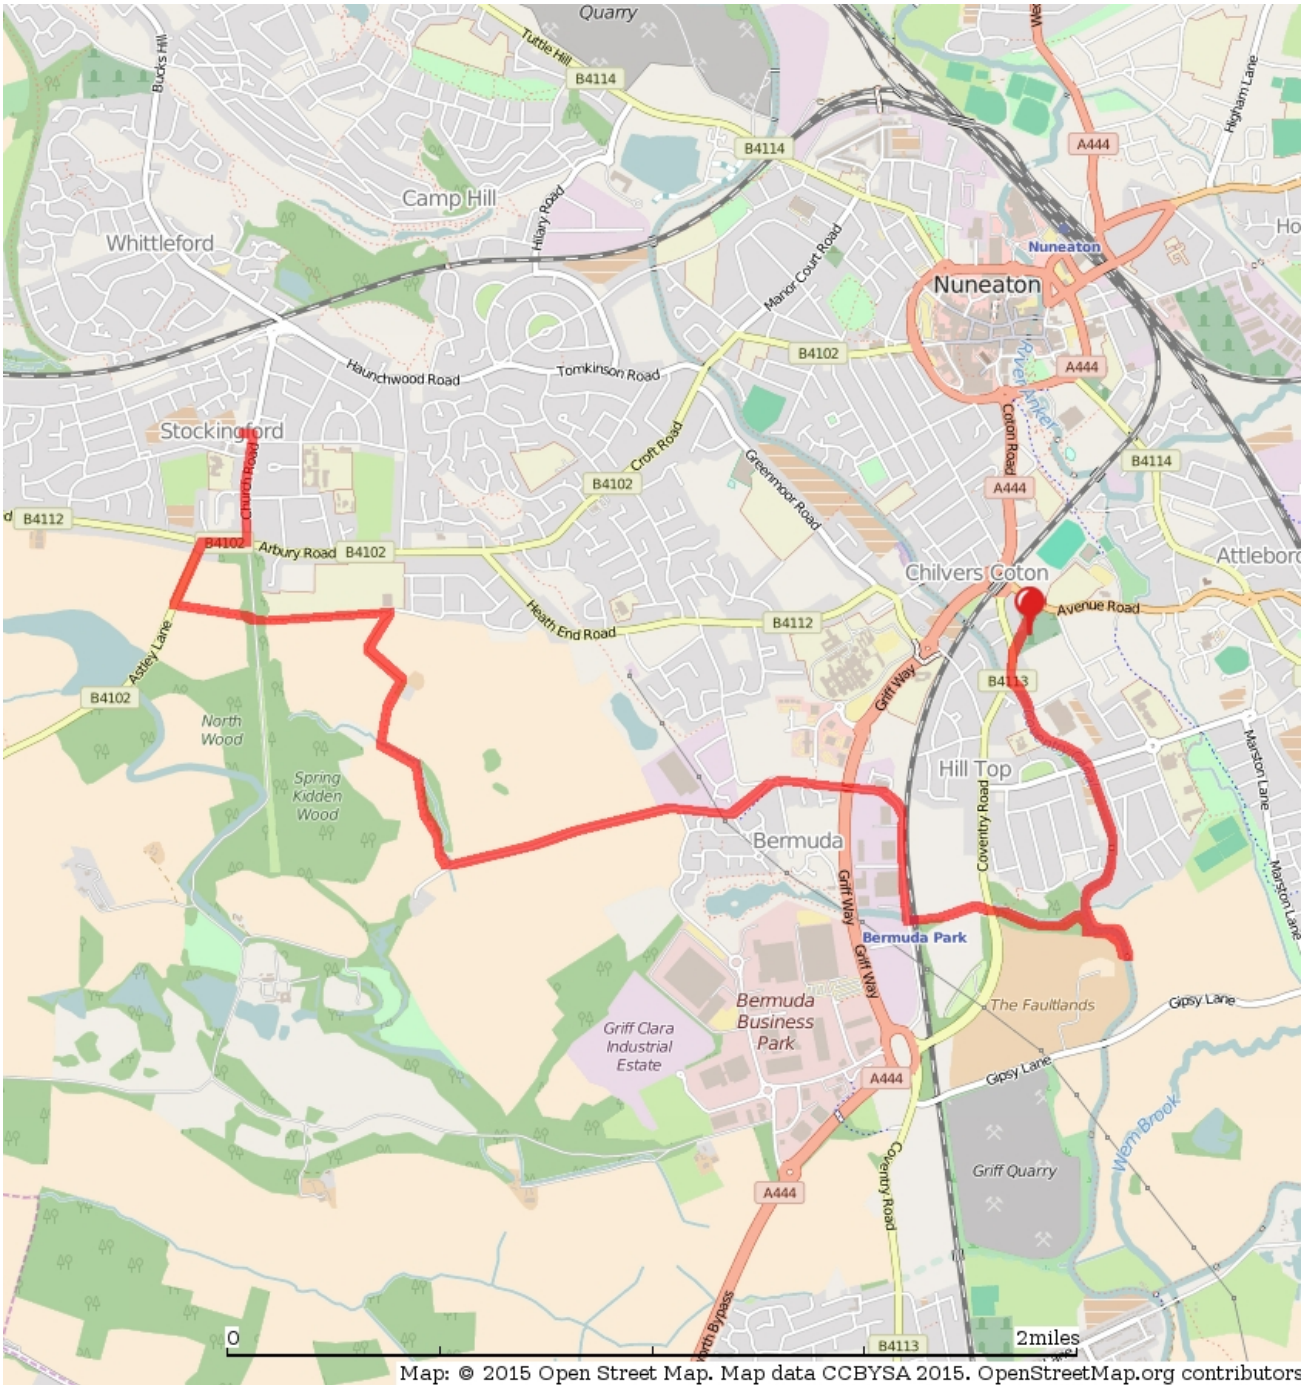 Quarry
Tuttle Hill
Bucks Hill
B4114
A444
Higham Lane
B4114
Camp Hill
Hilary Road
Whittleford
Manor Court Road
Nuneaton
Nuneaton
B4102
Haunchwood Road
Tomkinson Road
A444
River Anker
Coton Road
Stockingford
Church Road
Croft Road
B4102
Greenmoor Road
B4114
A444
B4112
B4102
Arbury Road
B4102
Attlebor
Chilvers Coton
Heath End Road
B4112
Avenue Road
Astley Lane
B4102
B4113
Griff Way
North
Wood
Marston Lane
Hill Top
Spring
Kidden
Wood
Coventry Road
Bermuda
Griff Way
Marston Lane
Bermuda Park
Griff Way
Bermuda
Business
Park
The Faultlands
Gipsy Lane
Griff Clara
Industrial
Estate
Gipsy Lane
A444
Wem Brook
Coventry Road
Griff Quarry
A444
orth Bypass
B4113
Lane
0
2miles
Map: © 2015 Open Street Map. Map data CCBYSA 2015. OpenStreetMap.org contributors